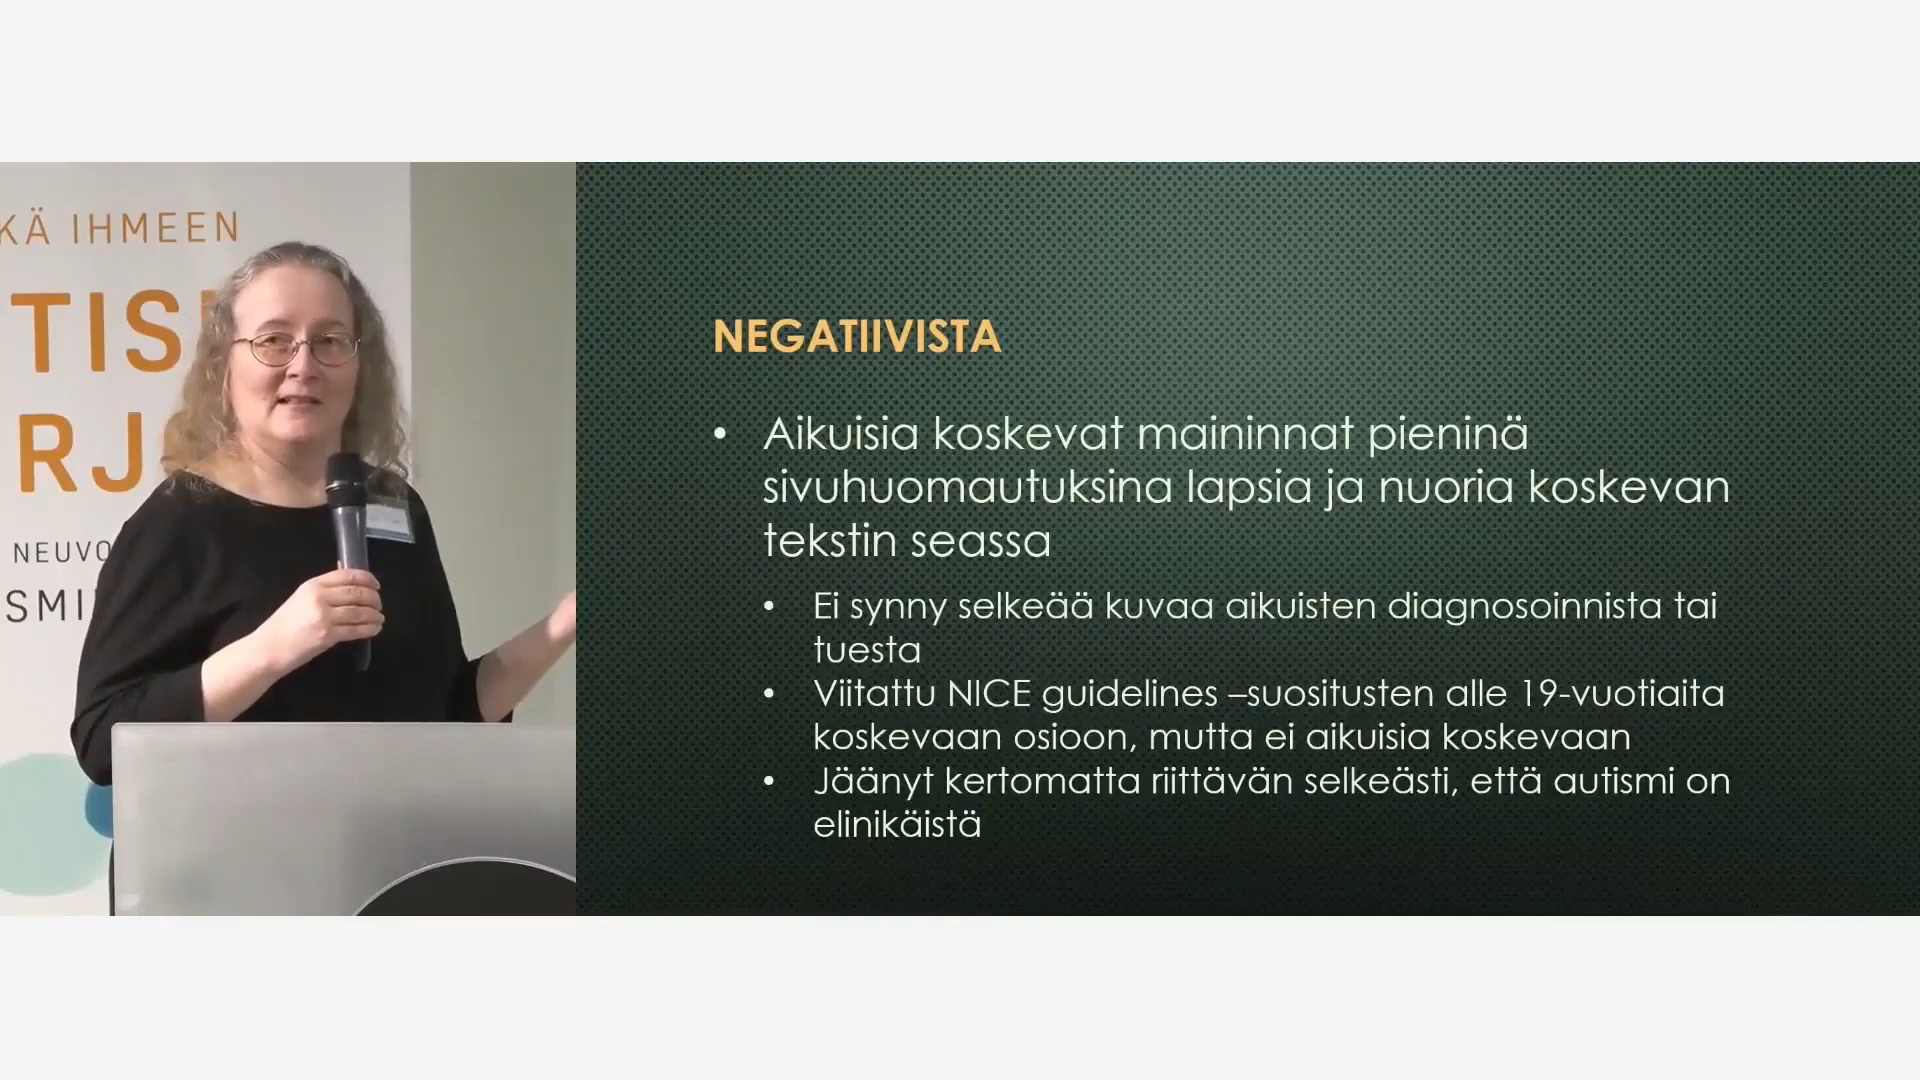 KÄ IHMEEN
TIS
RJ
NEUVO
SMI
NEGATIIVISTA
• Aikuisia koskevat maininnat pieninä
sivuhuomautuksina lapsia ja nuoria koskevan
tekstin seassa
• Ei synny selkeää kuvaa aikuisten diagnosoinnista tai
tuesta
• Viitattu NICE guidelines –suositusten alle 19-vuotiaita
koskevaan osioon, mutta ei aikuisia koskevaan
• Jäänyt kertomatta riittävän selkeästi, että autismi on
elinikäistä